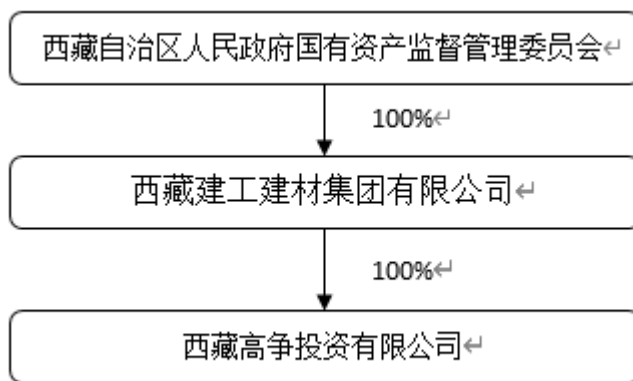 西藏自治区人民政府国有资产监督管理委员会↵
100%↵
西藏建工建材集团有限公司↵
100%↵
西藏高争投资有限公司↵